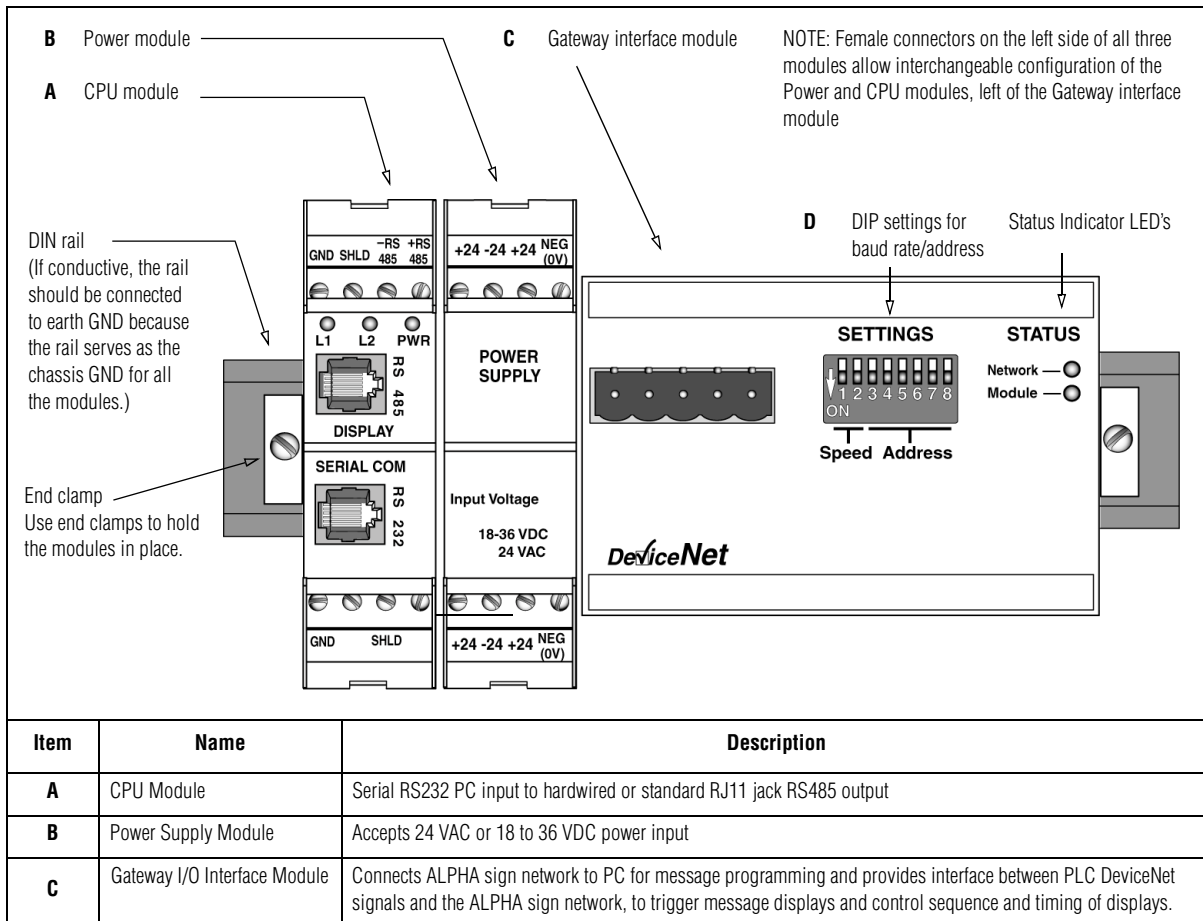 B Power module
A CPU module
C Gateway interface module
NOTE: Female connectors on the left side of all three
modules allow interchangeable configuration of the
Power and CPU modules, left of the Gateway interface
module
D DIP settings for
baud rate/address
Status Indicator LED's
DIN rail
(If conductive, the rail
should be connected
to earth GND because
the rail serves as the
chassis GND for all
the modules.)
End clamp
Use end clamps to hold
the modules in place.
GND SHLD −RS 485 +RS 485
L1 L2 PWR
RS 485
DISPLAY
SERIAL COM
RS 232
GND SHLD
+24 -24 +24 NEG (0V)
POWER
SUPPLY
Input Voltage
18-36 VDC
24 VAC
+24 -24 +24 NEG (0V)
SETTINGS
1 2 3 4 5 6 7 8
ON
Speed Address
STATUS
Network
Module
DeviceNet
Item Name Description
A CPU Module Serial RS232 PC input to hardwired or standard RJ11 jack RS485 output
B Power Supply Module Accepts 24 VAC or 18 to 36 VDC power input
C Gateway I/O Interface Module Connects ALPHA sign network to PC for message programming and provides interface between PLC DeviceNet
signals and the ALPHA sign network, to trigger message displays and control sequence and timing of displays.